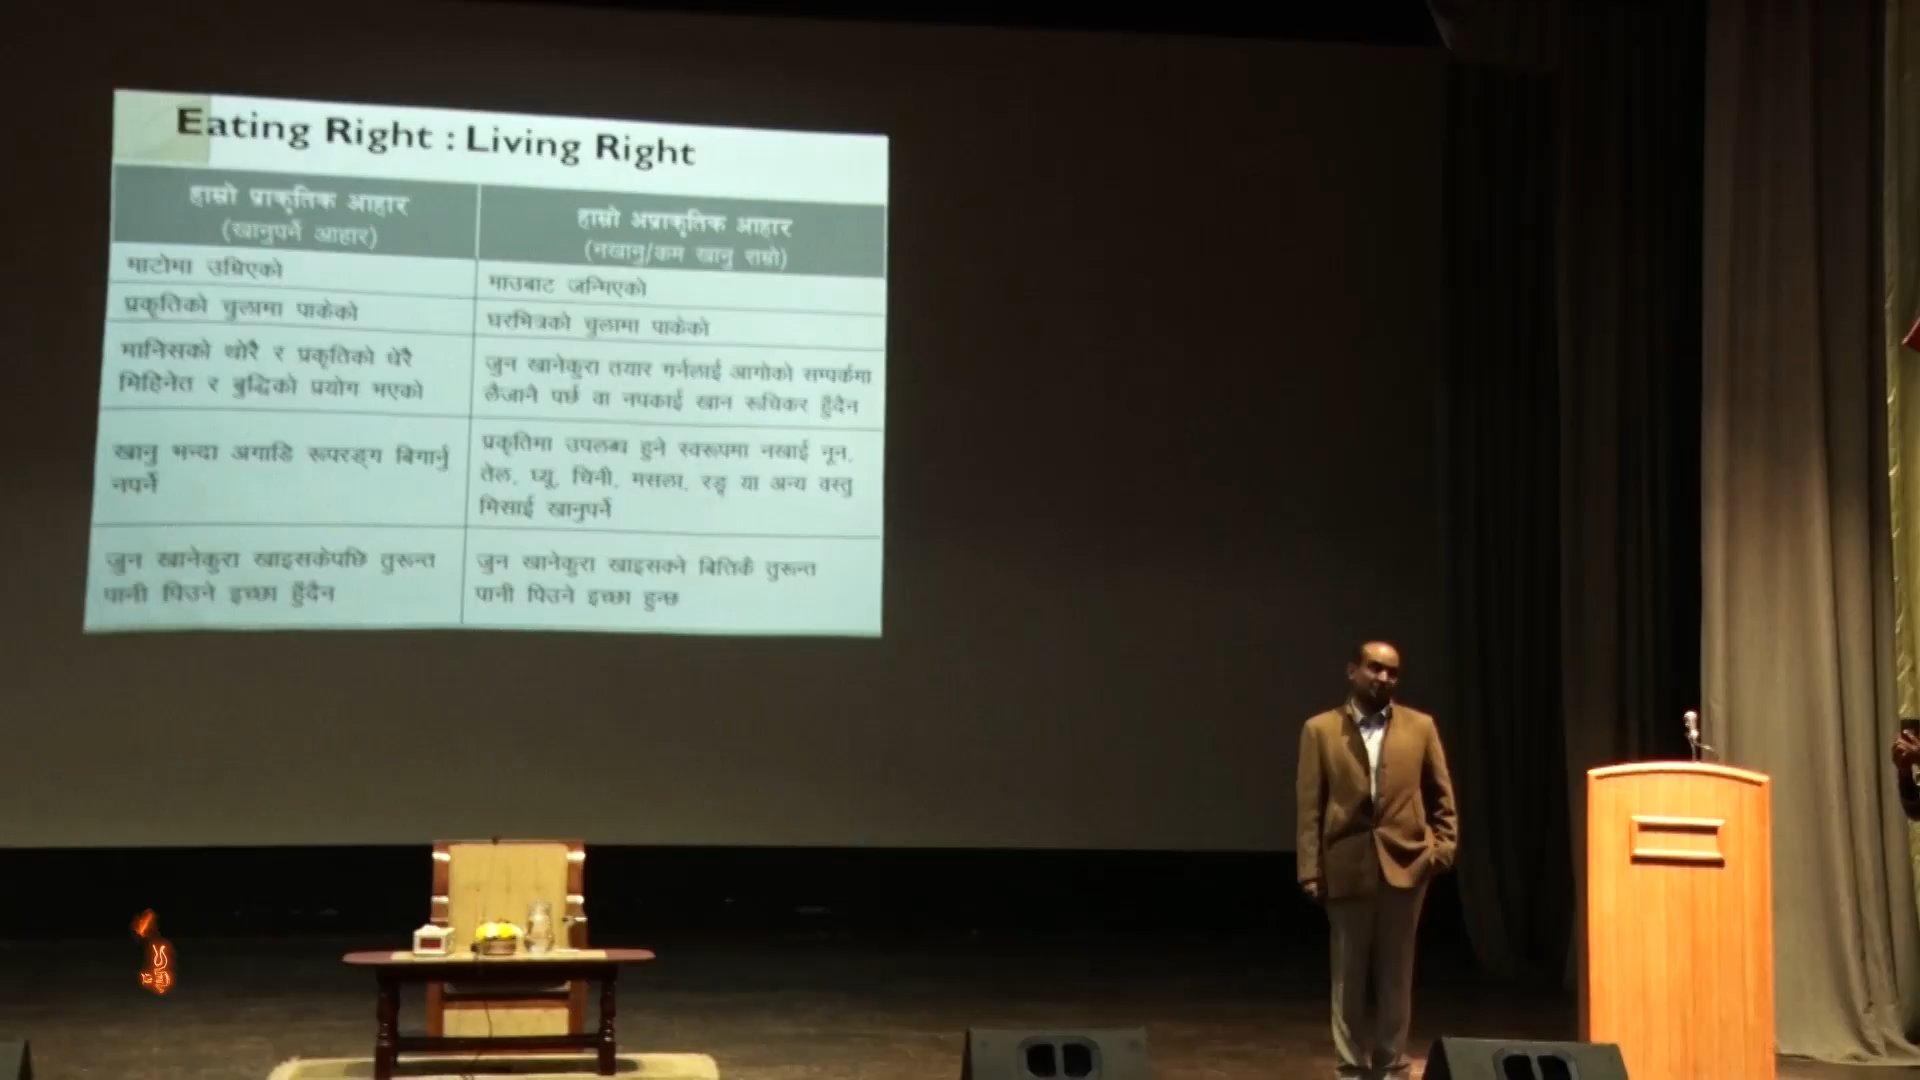 Eating Right : Living Right
हाम्रो प्राकृतिक आहार
(खानुपर्ने आहार)
हाम्रो अप्राकृतिक आहार
(नखानु/कम खानु राम्रो)
माटोमा उम्रिएको
माउबाट जन्मिएको
प्रकृतिको चुलामा पाकेको
घरभित्रको चुलामा पाकेको
मानिसको थोरै र प्रकृतिको धेरै
मिहिनेत र बुद्धिको प्रयोग भएको
जुन खानेकुरा तयार गर्नलाई आगोको सम्पर्कमा
लैजानै पर्छ वा नपकाई खान रूचिकर हुँदैन
खानु भन्दा अगाडि रूपरङ्ग बिगार्नु
नपर्ने
प्रकृतिमा उपलब्ध हुने स्वरूपमा नखाई नून,
तेल, घ्यू, चिनी, मसला, रङ्ग या अन्य वस्तु
मिसाई खानुपर्ने
जुन खानेकुरा खाइसकेपछि तुरून्त
पानी पिउने इच्छा हुँदैन
जुन खानेकुरा खाइसक्ने बित्तिकै तुरून्त
पानी पिउने इच्छा हुन्छ